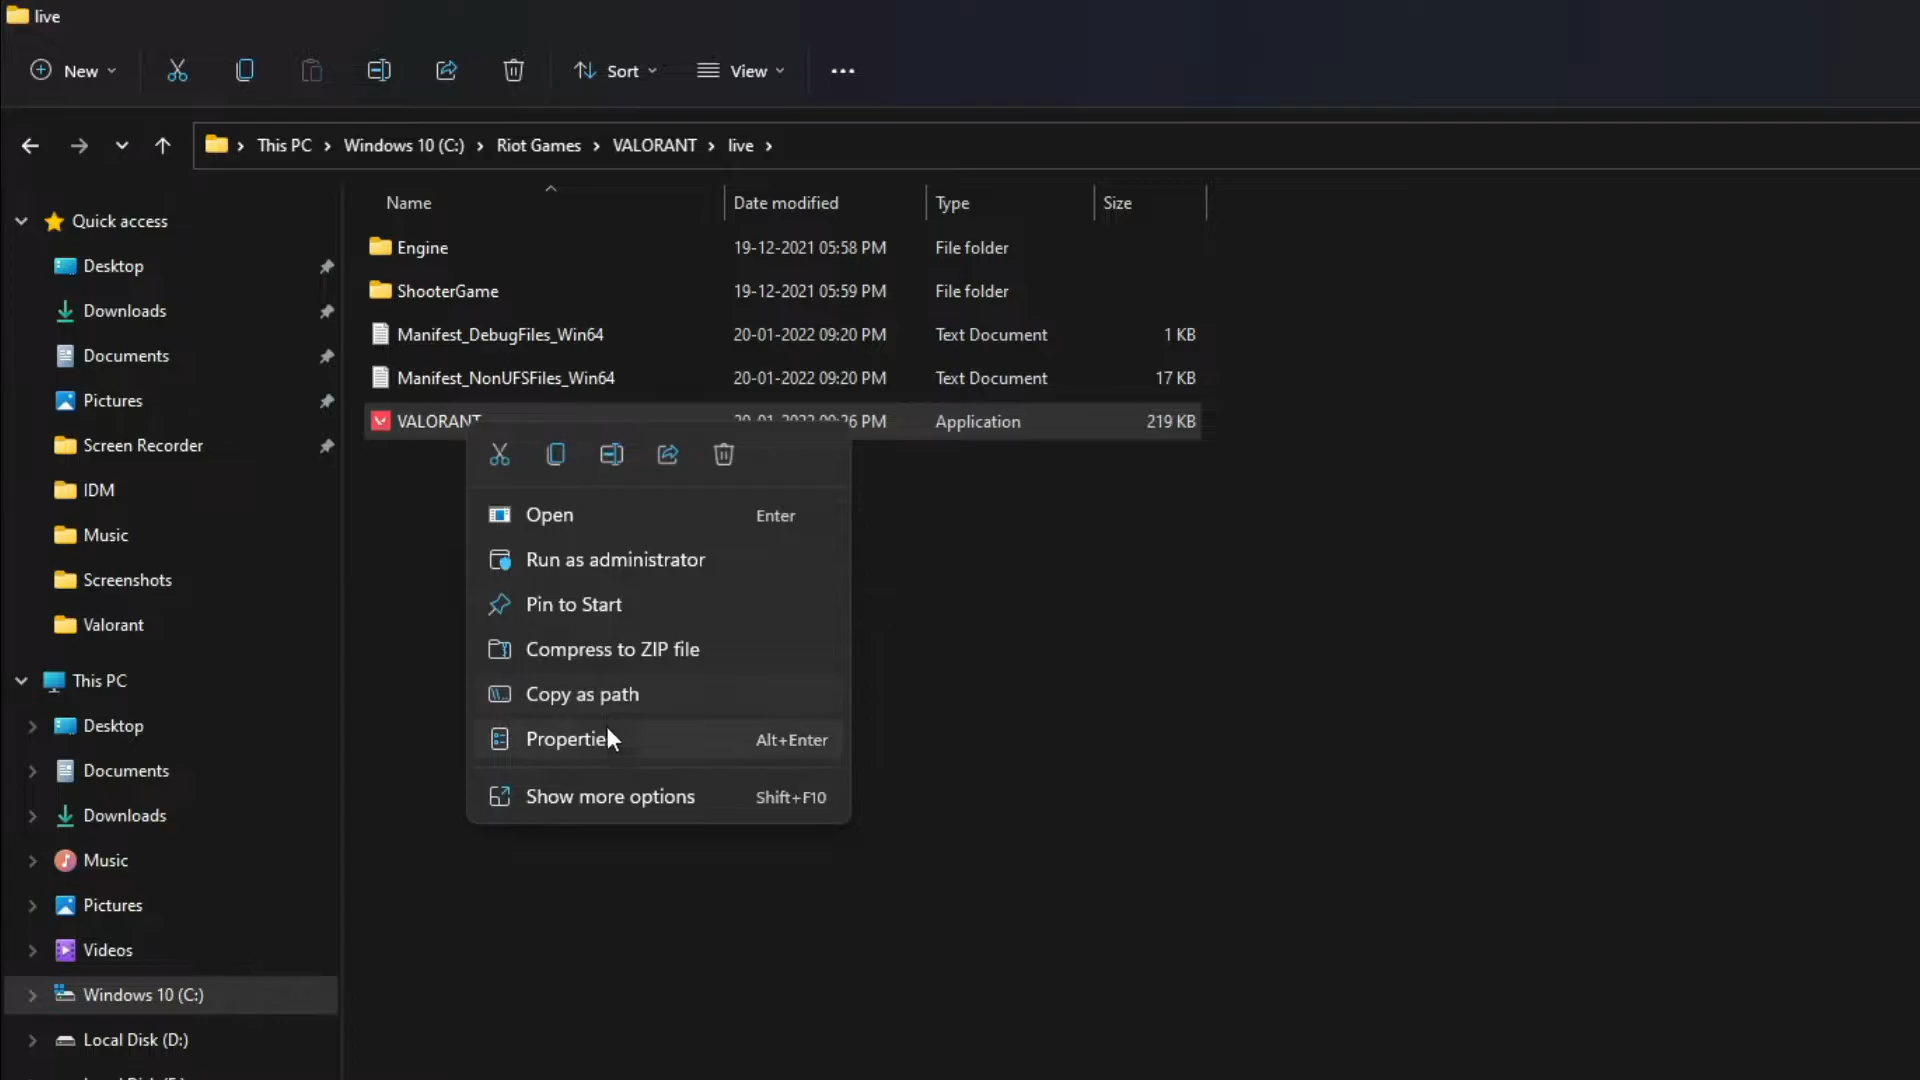 live
New
Sort
View
This PC > Windows 10 (C:) > Riot Games > VALORANT > live >
Name Date modified Type Size
Quick access
Desktop
Downloads
Documents
Pictures
Screen Recorder
IDM
Music
Screenshots
Valorant
This PC
Desktop
Documents
Downloads
Music
Pictures
Videos
Windows 10 (C:)
Local Disk (D:)
Engine 19-12-2021 05:58 PM File folder
ShooterGame 19-12-2021 05:59 PM File folder
Manifest_DebugFiles_Win64 20-01-2022 09:20 PM Text Document 1 KB
Manifest_NonUFSFiles_Win64 20-01-2022 09:20 PM Text Document 17 KB
VALORANT PM Application 219 KB
Open Enter
Run as administrator
Pin to Start
Compress to ZIP file
Copy as path
Properties Alt+Enter
Show more options Shift+F10